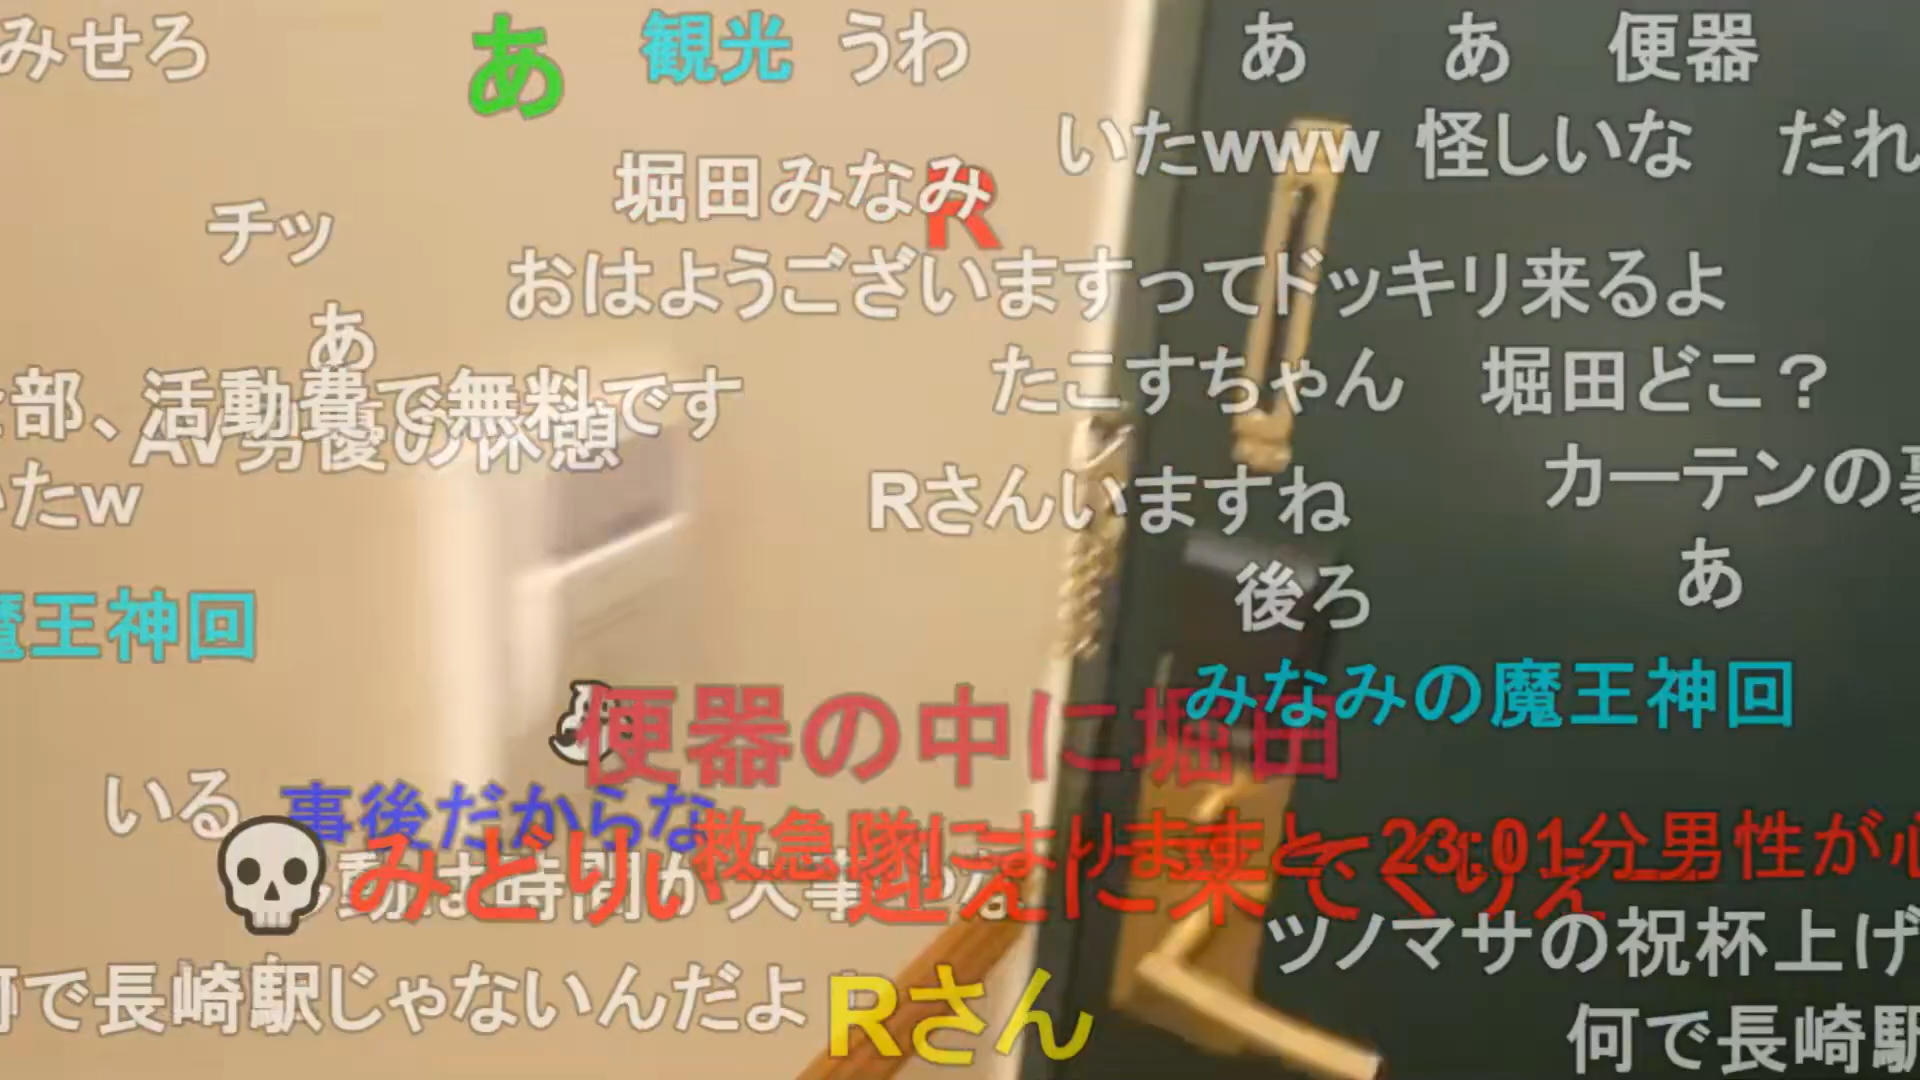 みせろ
あ
観光
うわ
あ
あ
便器
いたwww
怪しいな
だれ
堀田みなみ
R
チッ
おはようございますってドッキリ来るよ
あ
たこすちゃん
堀田どこ？
部、活動費で無料です
AV男優の休憩
いたw
Rさんいますね
カーテンの裏
後ろ
あ
魔王神回
みなみの魔王神回
便器の中に堀田
いる
事後だからな
救急隊によりますと、23:01分男性が心
みどりぃ 迎えに来てくりぇー
ツノマサの祝杯上げ
何で長崎駅じゃないんだよ
Rさん
何で長崎駅